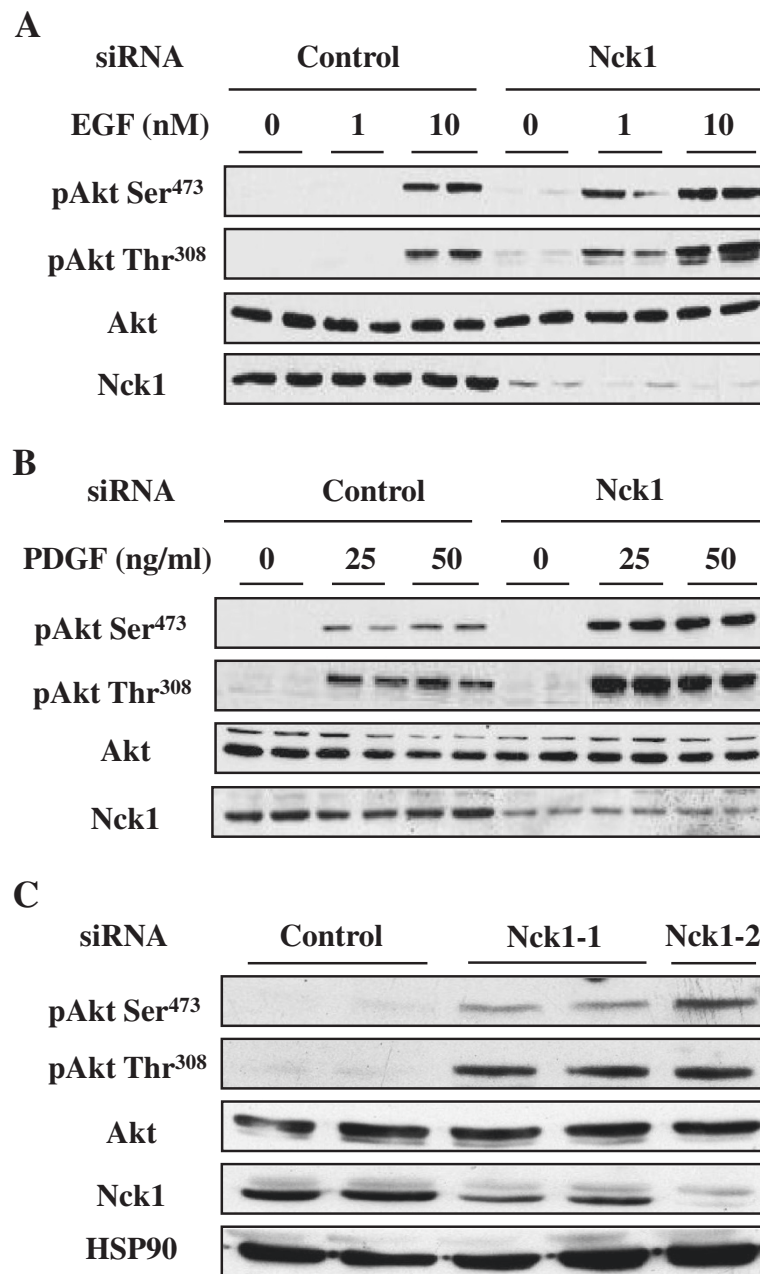 A
siRNA Control Nck1
EGF (nM) 0 1 10 0 1 10
pAkt Ser⁴⁷³
pAkt Thr³⁰⁸
Akt
Nck1
B
siRNA Control Nck1
PDGF (ng/ml) 0 25 50 0 25 50
pAkt Ser⁴⁷³
pAkt Thr³⁰⁸
Akt
Nck1
C
siRNA Control Nck1-1 Nck1-2
pAkt Ser⁴⁷³
pAkt Thr³⁰⁸
Akt
Nck1
HSP90